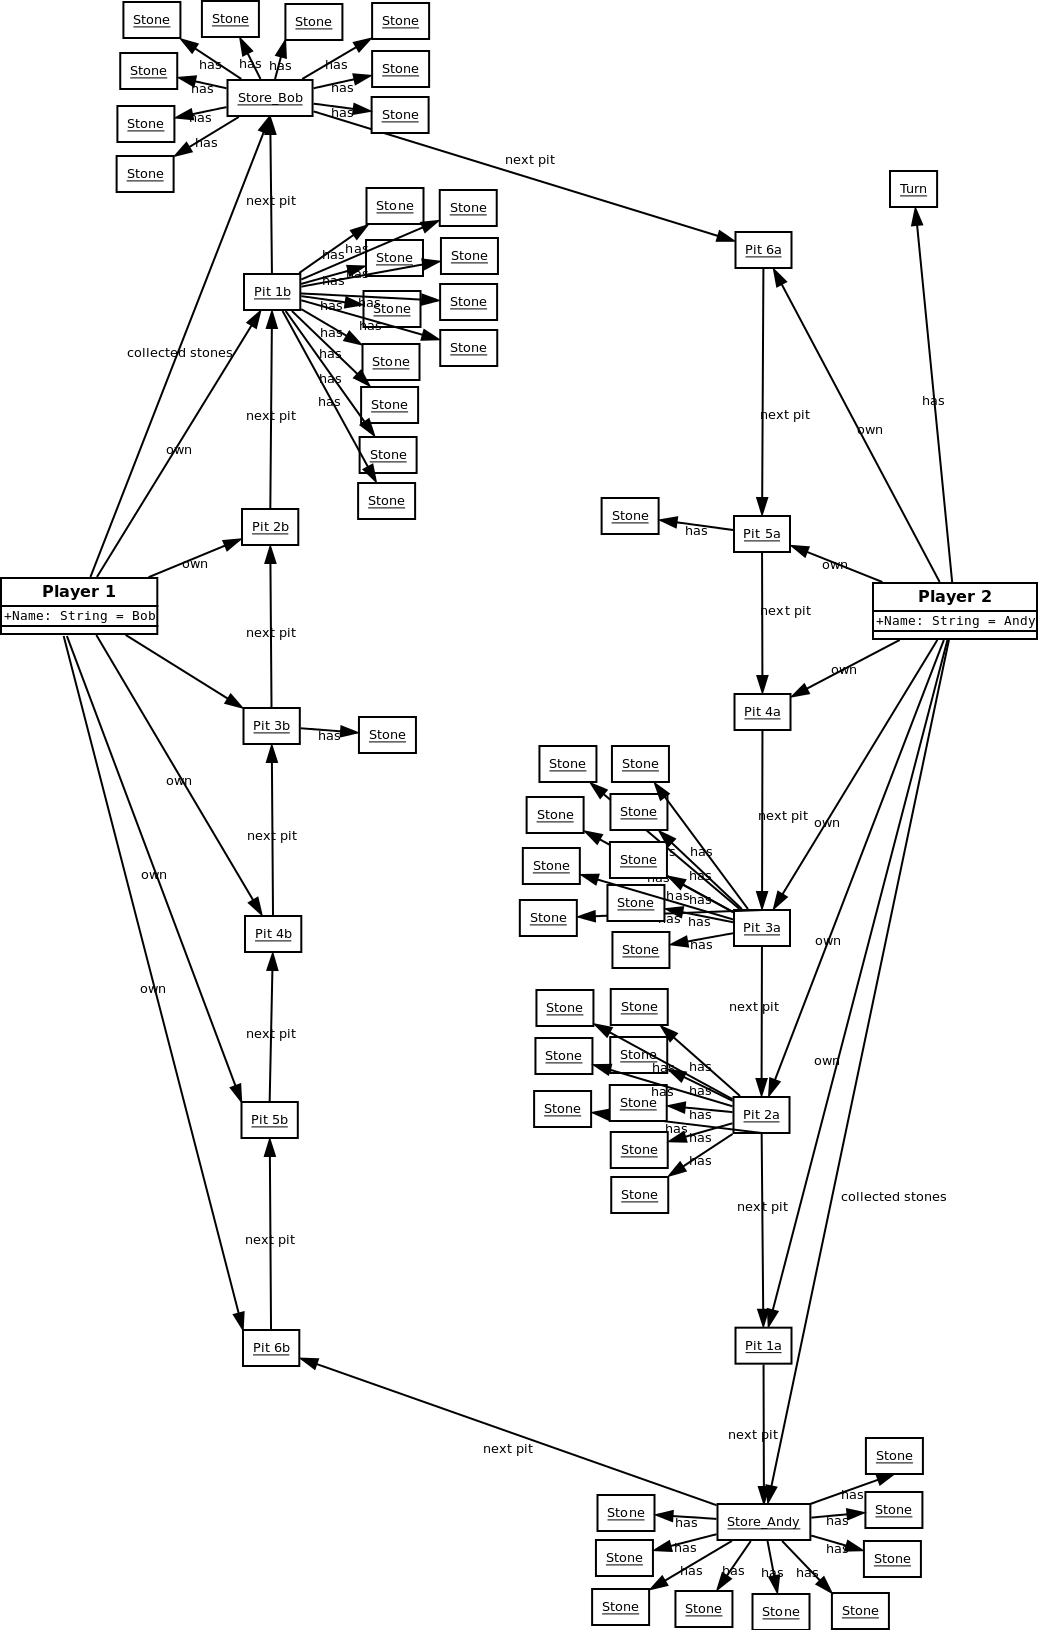 Stone
Stone
Stone
Stone
has
has
has
has
Stone
Stone
has
has
Store_Bob
Stone
Stone
has
has
Stone
has
next pit
Turn
next pit
Stone
Stone
Pit 6a
has
has
Stone
Stone
has
has
Pit 1b
Stone
Stone
has
has
has
collected stones
has
Stone
Stone
has
has
has
Stone
next pit
next pit
has
own
own
Stone
Stone
Stone
Pit 2b
Pit 5a
has
own
own
Player 1
+Name: String = Bob
Player 2
+Name: String = Andy
next pit
next pit
own
Pit 3b
Pit 4a
has
Stone
Stone
Stone
own
next pit
Stone
Stone
next pit
own
has
Stone
Stone
own
has
has
has
has
Stone
Stone
has
has
Pit 4b
Pit 3a
Stone
has
own
own
next pit
Stone
Stone
next pit
Stone
Stone
own
has
has
has
has
Stone
Stone
has
Pit 5b
Pit 2a
has
has
Stone
has
Stone
collected stones
next pit
next pit
Pit 6b
Pit 1a
next pit
next pit
Stone
has
Stone
Stone
has
has
Store_Andy
Stone
has
has
Stone
has
has
has
has
Stone
Stone
Stone
Stone